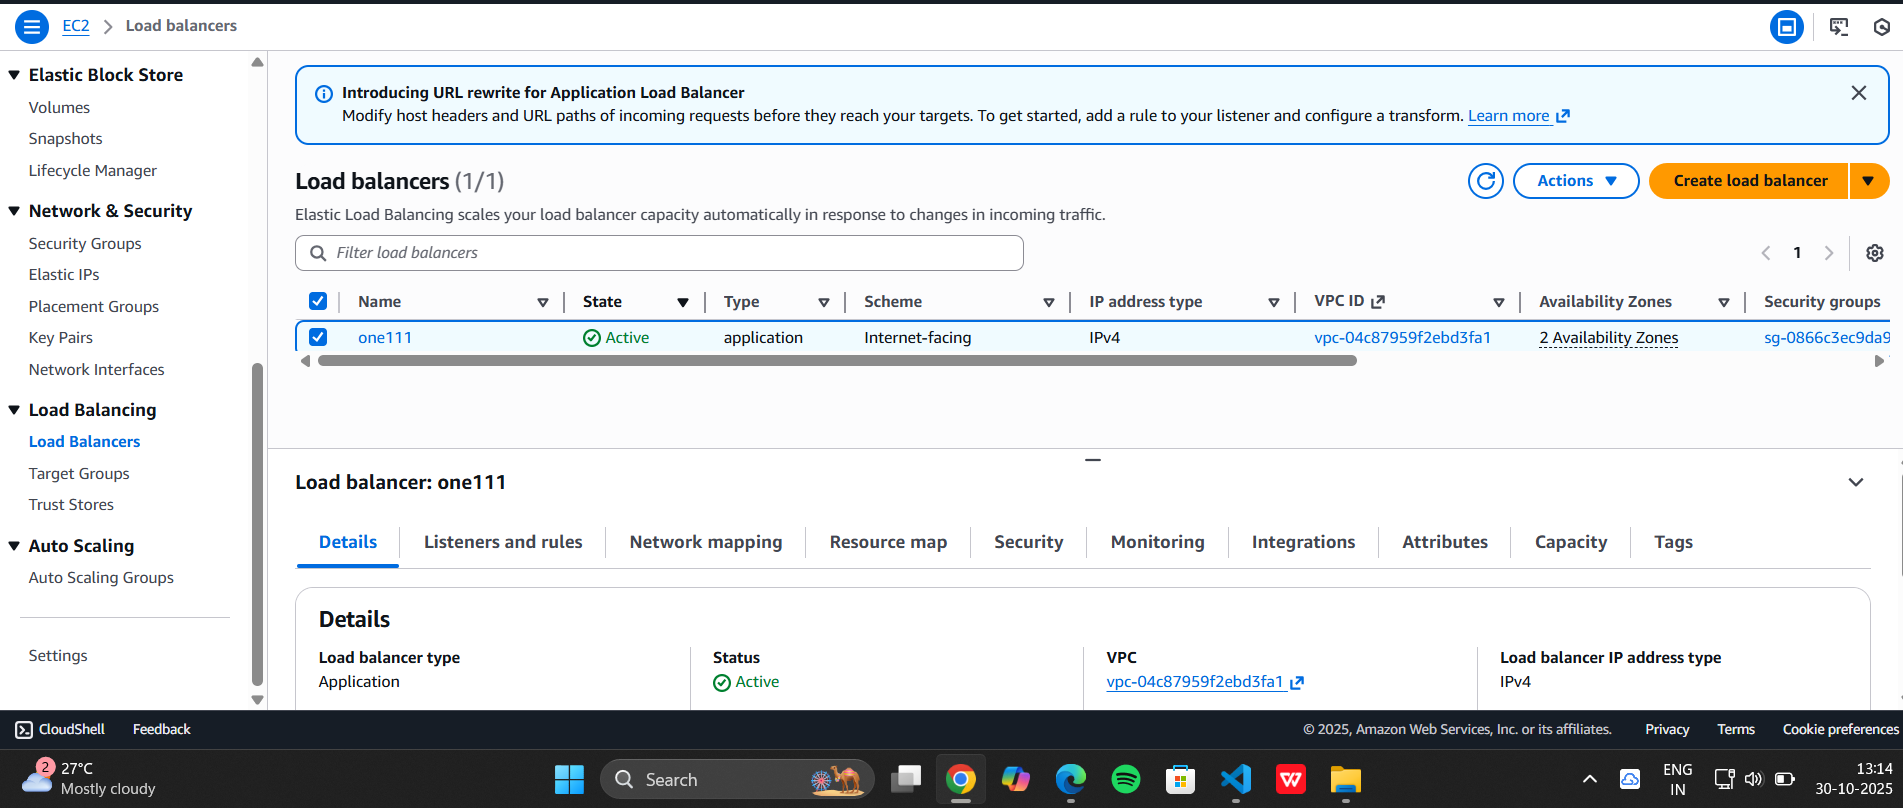 EC2 > Load balancers
Elastic Block Store
Volumes
Snapshots
Lifecycle Manager
Network & Security
Security Groups
Elastic IPs
Placement Groups
Key Pairs
Network Interfaces
Load Balancing
Load Balancers
Target Groups
Trust Stores
Auto Scaling
Auto Scaling Groups
Settings
Introducing URL rewrite for Application Load Balancer
Modify host headers and URL paths of incoming requests before they reach your targets. To get started, add a rule to your listener and configure a transform. Learn more
Load balancers (1/1)
Actions
Create load balancer
Elastic Load Balancing scales your load balancer capacity automatically in response to changes in incoming traffic.
Filter load balancers
1
Name State Type Scheme IP address type VPC ID Availability Zones Security groups
one111 Active application Internet-facing IPv4 vpc-04c87959f2ebd3fa1 2 Availability Zones sg-0866c3ec9da9
Load balancer: one111
Details Listeners and rules Network mapping Resource map Security Monitoring Integrations Attributes Capacity Tags
Details
Load balancer type Status VPC Load balancer IP address type
Application Active vpc-04c87959f2ebd3fa1 IPv4
CloudShell Feedback © 2025, Amazon Web Services, Inc. or its affiliates. Privacy Terms Cookie preferences
2
27°C
Mostly cloudy
Search
W
ENG
IN
13:14
30-10-2025